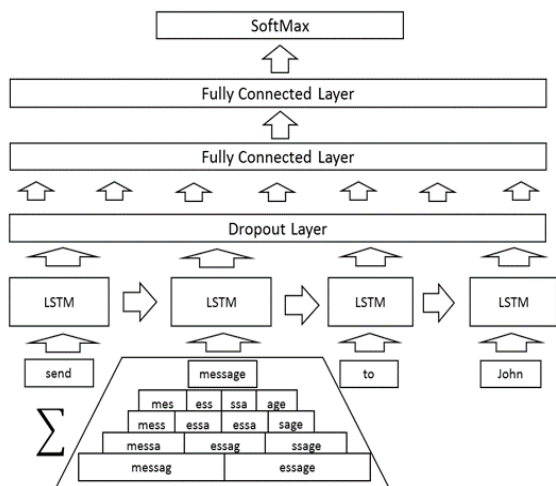 SoftMax
Fully Connected Layer
Fully Connected Layer
Dropout Layer
LSTM LSTM LSTM LSTM
send message to John
mes ess ssa age
mess essa essa sage
∑
messa essag ssage
messag essage